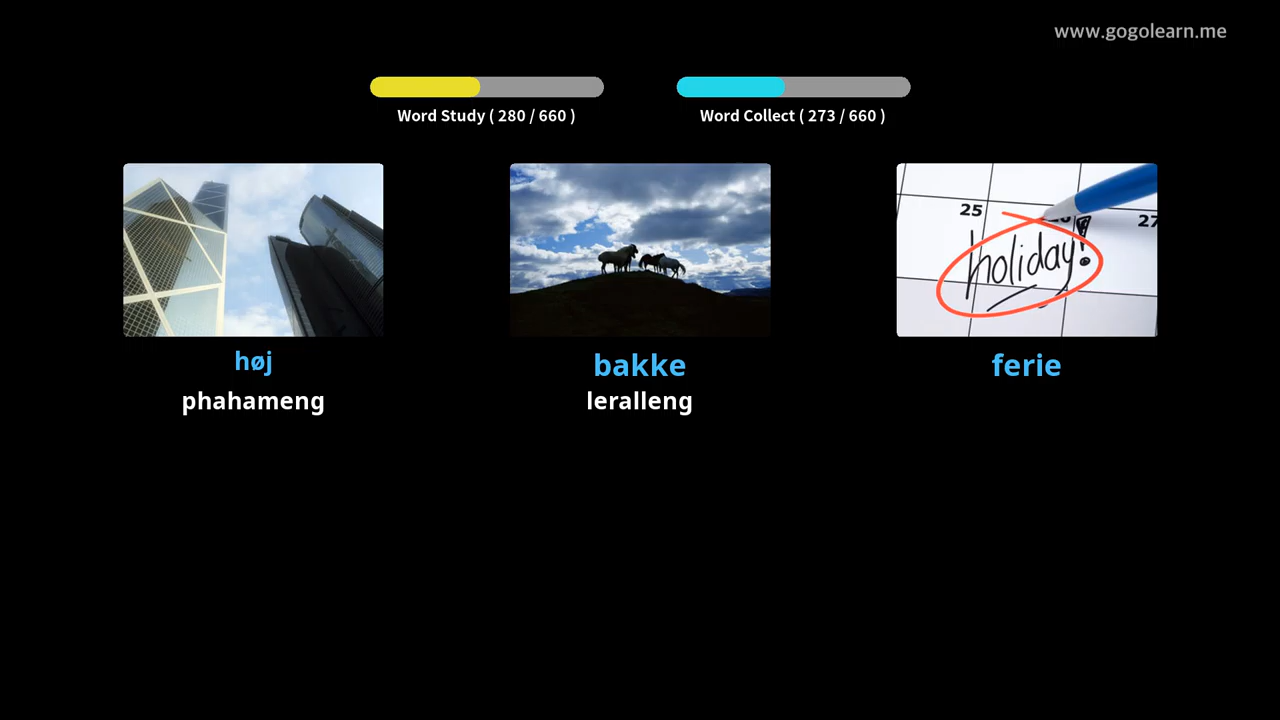 www.gogolearn.me
Word Study ( 280 / 660 )
Word Collect ( 273 / 660 )
25
27
holiday!
høj
bakke
ferie
phahameng
leralleng